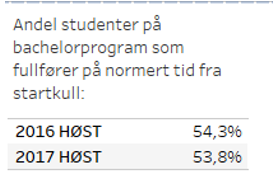 Andel studenter på
bachelorprogram som
fullfører på normert tid fra
startkull:
2016 HØST 54,3%
2017 HØST 53,8%